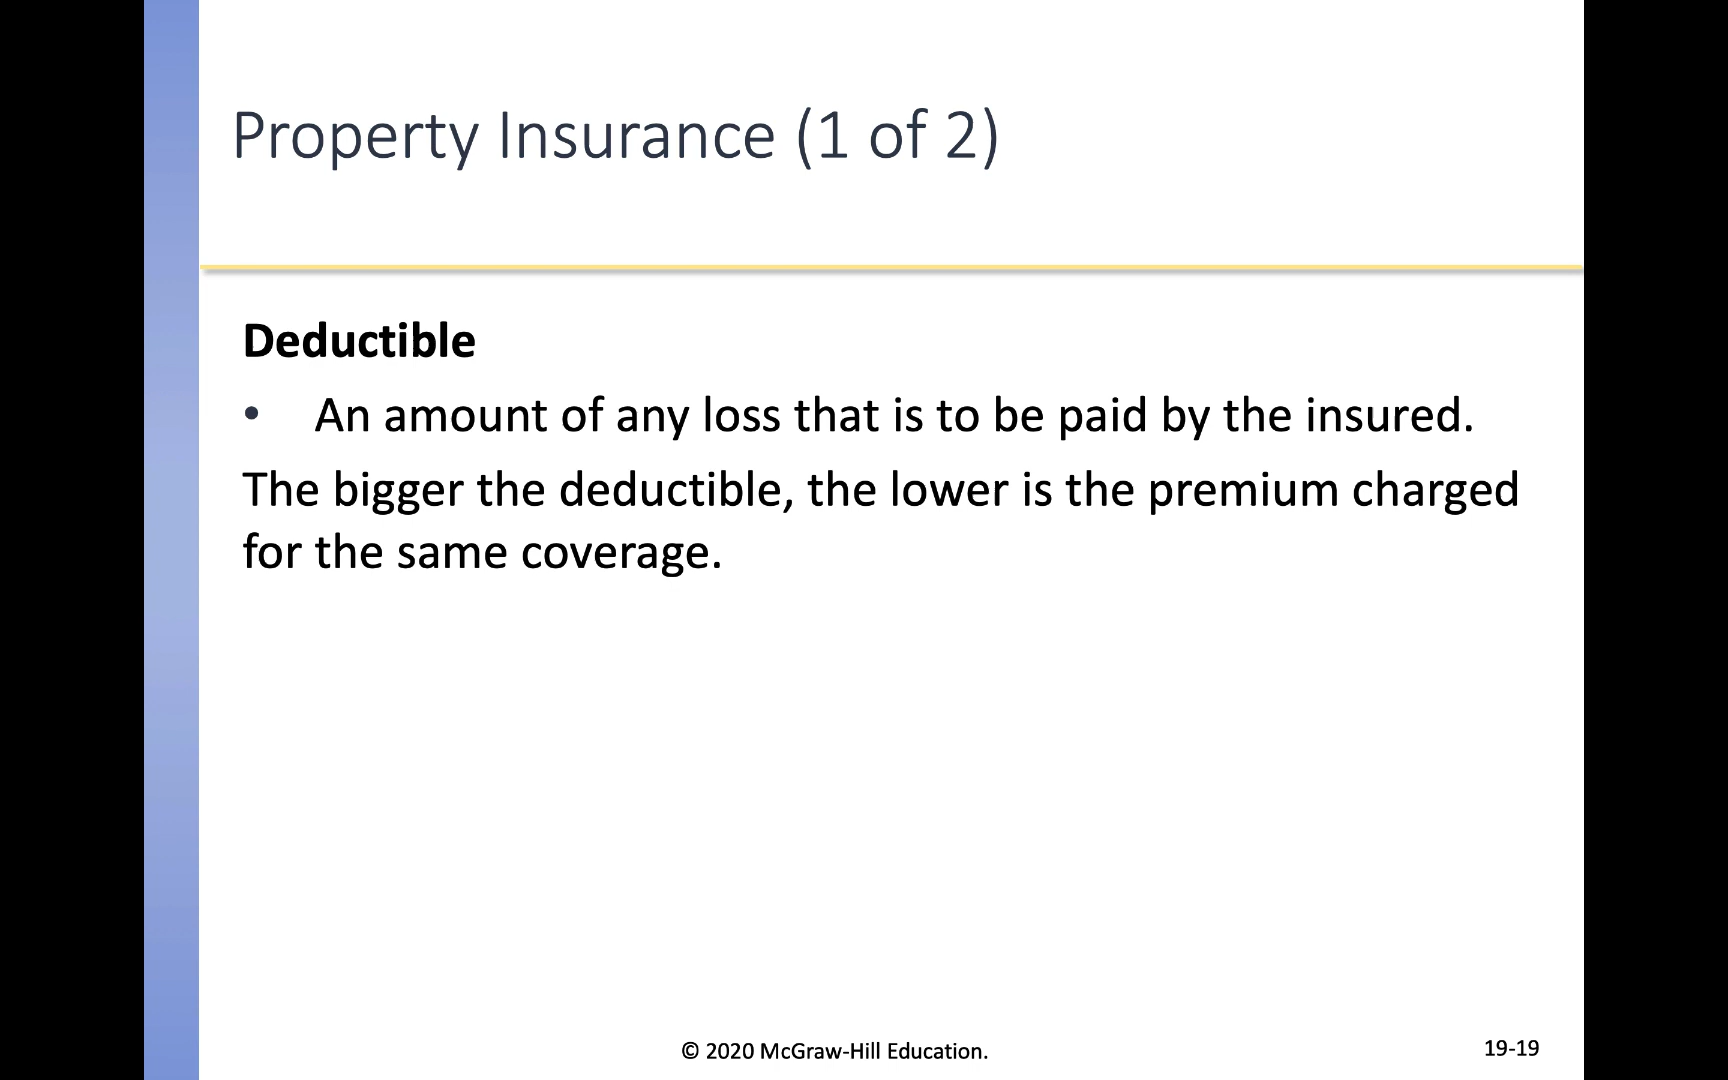 Property Insurance (1 of 2)
Deductible
• An amount of any loss that is to be paid by the insured.
The bigger the deductible, the lower is the premium charged
for the same coverage.
© 2020 McGraw-Hill Education.
19-19